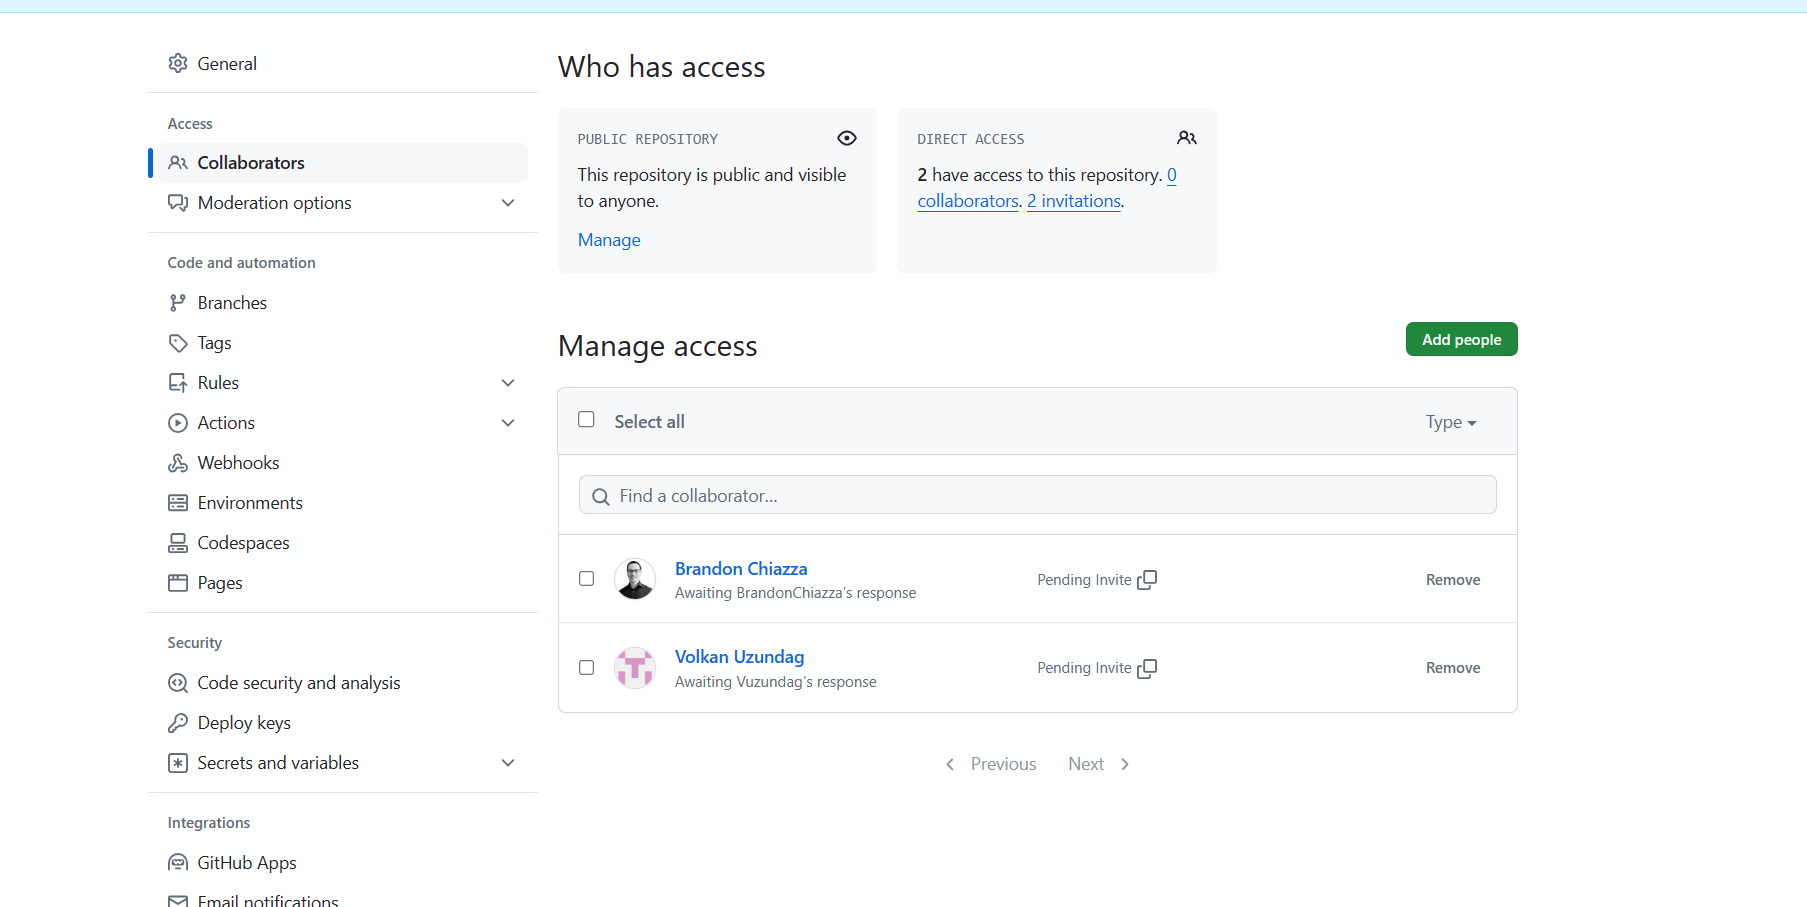 General
Access
Collaborators
Moderation options
Code and automation
Branches
Tags
Rules
Actions
Webhooks
Environments
Codespaces
Pages
Security
Code security and analysis
Deploy keys
Secrets and variables
Integrations
GitHub Apps
Email notifications
Who has access
PUBLIC REPOSITORY
This repository is public and visible
to anyone.
Manage
DIRECT ACCESS
2 have access to this repository. 0
collaborators. 2 invitations.
Manage access
Add people
Select all
Type
Find a collaborator...
Brandon Chiazza
Awaiting BrandonChiazza's response
Pending Invite
Remove
Volkan Uzundag
Awaiting Vuzundag's response
Pending Invite
Remove
Previous
Next